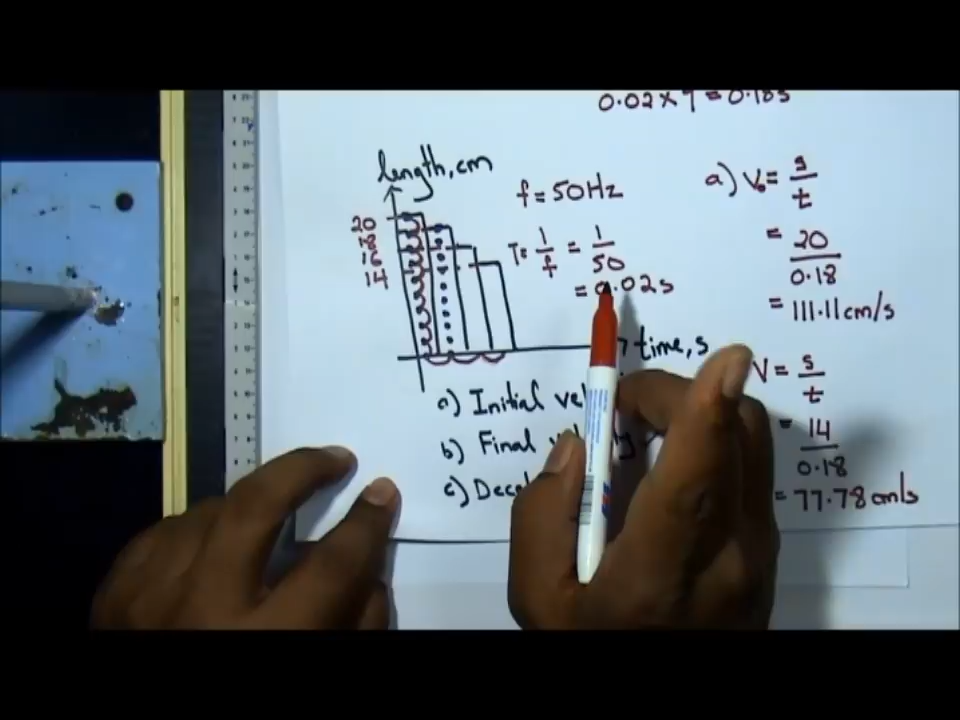 0.02 × 9 = 0.18s
length, cm
20
18
16
14
f = 50Hz
T = 1/f = 1/50
= 0.02s
time, s
a) Initial
b) Final
c)
a) V₀ = s/t
= 20/0.18
= 111.11 cm/s
V = s/t
= 14/0.18
= 77.78 cm/s